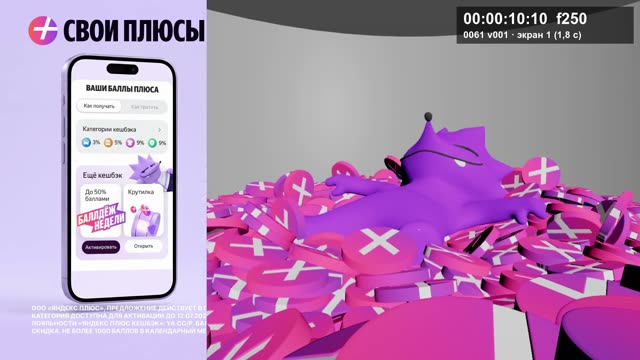 СВОИ ПЛЮСЫ
00:00:10:10 f250
0061 v001 · экран 1 (1,8 с)
ВАШИ БАЛЛЫ ПЛЮСА
Как получать
Как тратить
Категории кешбэка
3% 5% 9% 9%
Ещё кешбэк
До 50%
баллами
Крутилка
БАЛЛДЁЖ
НЕДЕЛИ
Активировать
Открыть
ООО «ЯНДЕКС ПЛЮС». ПРЕДЛОЖЕНИЕ ДЕЙСТВУЕТ
КАТЕГОРИЯ ДОСТУПНА ДЛЯ АКТИВАЦИИ ДО 12.07.20
ЛОЯЛЬНОСТИ «ЯНДЕКС ПЛЮС КЕШБЕК»: YA.CC/P.
СКИДКА. НЕ БОЛЕЕ 1000 БАЛЛОВ В КАЛЕНДАРНЫЙ МЕ